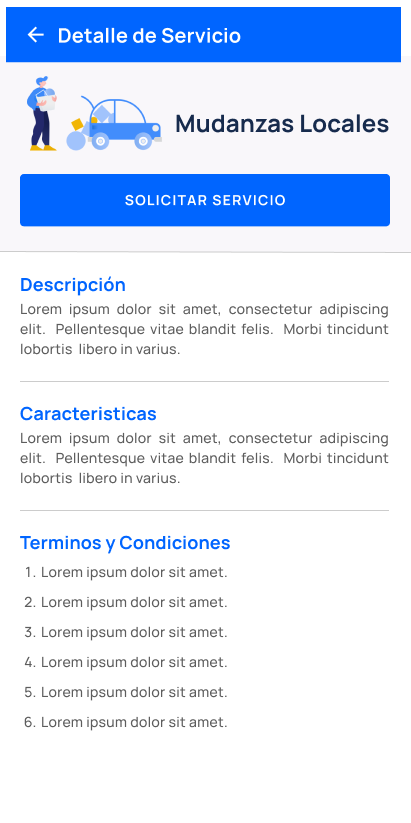 Detalle de Servicio
Mudanzas Locales
SOLICITAR SERVICIO
Descripción
Lorem ipsum dolor sit amet, consectetur adipiscing
elit. Pellentesque vitae blandit felis. Morbi tincidunt
lobortis libero in varius.
Caracteristicas
Lorem ipsum dolor sit amet, consectetur adipiscing
elit. Pellentesque vitae blandit felis. Morbi tincidunt
lobortis libero in varius.
Terminos y Condiciones
1. Lorem ipsum dolor sit amet.
2. Lorem ipsum dolor sit amet.
3. Lorem ipsum dolor sit amet.
4. Lorem ipsum dolor sit amet.
5. Lorem ipsum dolor sit amet.
6. Lorem ipsum dolor sit amet.